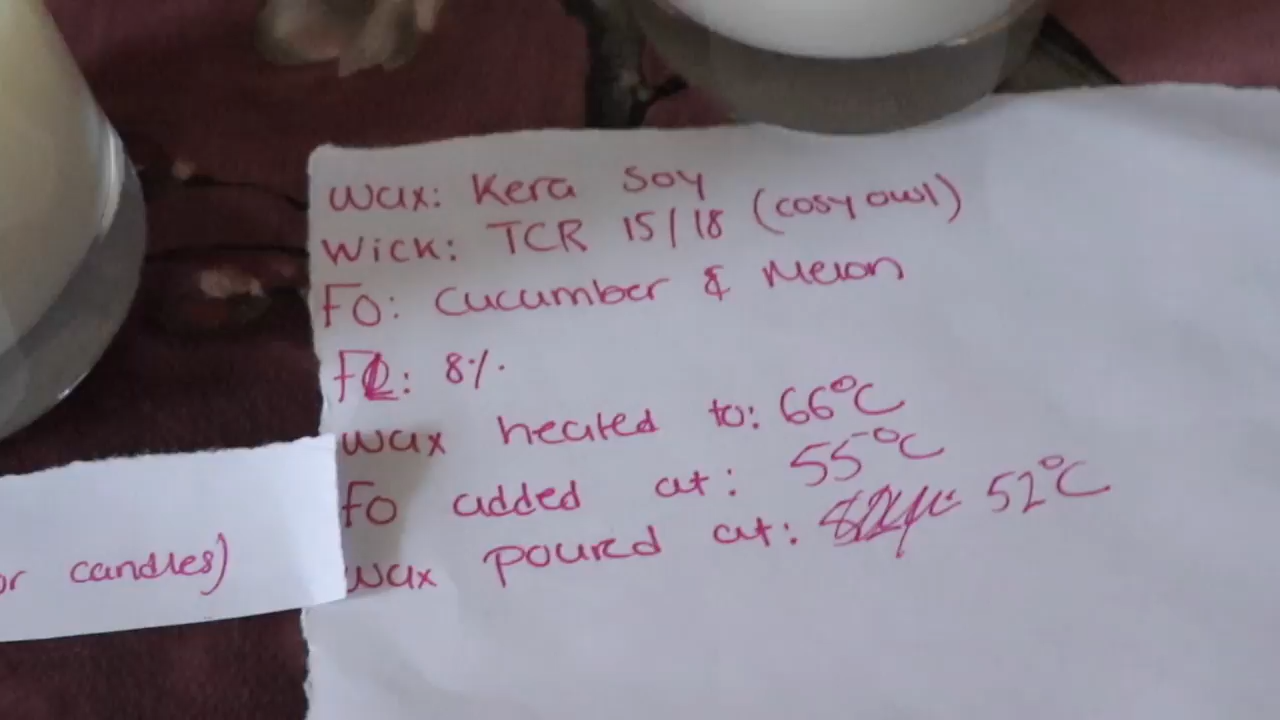 Wax: Kera Soy
Wick: TCR 15/18 (cosy owl)
FO: Cucumber & Melon
FL: 8%.
Wax heated to: 66°C
FO added at: 55°C
Wax poured at: 52°C
or candles)